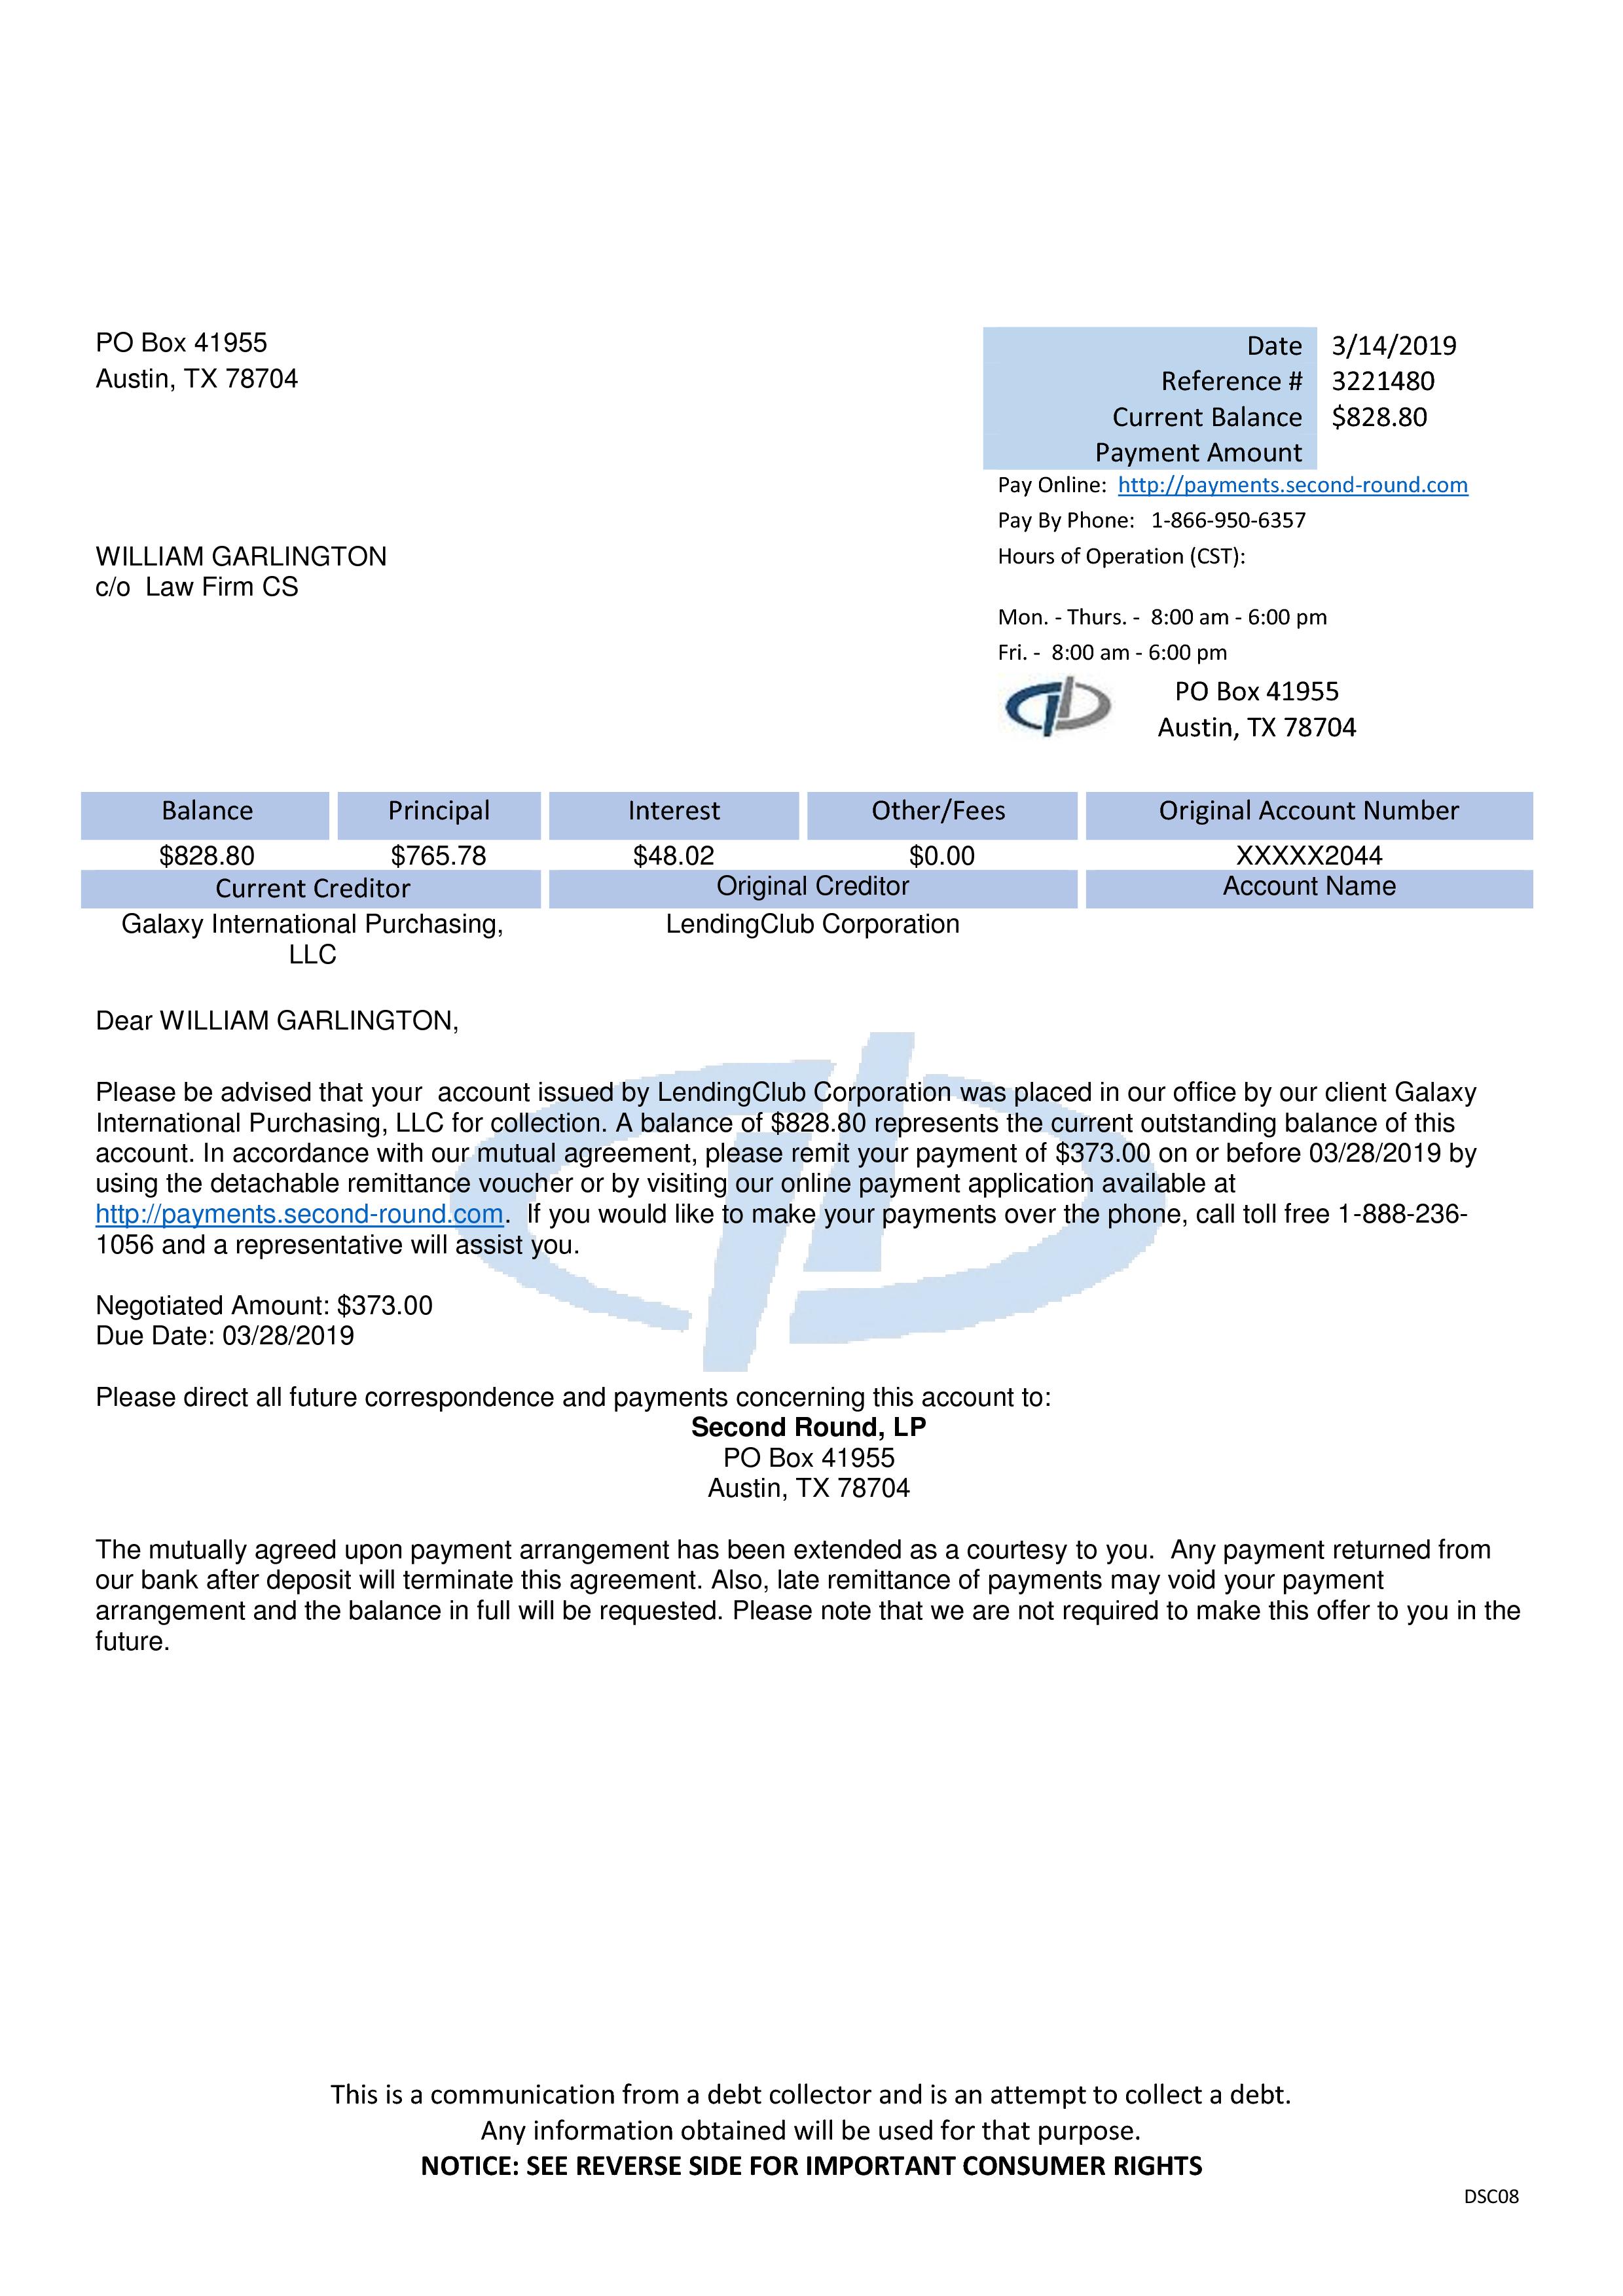 PO Box 41955
Austin, TX 78704
Date 3/14/2019
Reference # 3221480
Current Balance $828.80
Payment Amount
Pay Online: http://payments.second-round.com
Pay By Phone: 1-866-950-6357
Hours of Operation (CST):
Mon. - Thurs. - 8:00 am - 6:00 pm
Fri. - 8:00 am - 6:00 pm
PO Box 41955
Austin, TX 78704
WILLIAM GARLINGTON
c/o Law Firm CS
Balance Principal Interest Other/Fees Original Account Number
$828.80 $765.78 $48.02 $0.00 XXXXX2044
Current Creditor Original Creditor Account Name
Galaxy International Purchasing, LendingClub Corporation
LLC
Dear WILLIAM GARLINGTON,
Please be advised that your account issued by LendingClub Corporation was placed in our office by our client Galaxy
International Purchasing, LLC for collection. A balance of $828.80 represents the current outstanding balance of this
account. In accordance with our mutual agreement, please remit your payment of $373.00 on or before 03/28/2019 by
using the detachable remittance voucher or by visiting our online payment application available at
http://payments.second-round.com. If you would like to make your payments over the phone, call toll free 1-888-236-
1056 and a representative will assist you.
Negotiated Amount: $373.00
Due Date: 03/28/2019
Please direct all future correspondence and payments concerning this account to:
Second Round, LP
PO Box 41955
Austin, TX 78704
The mutually agreed upon payment arrangement has been extended as a courtesy to you. Any payment returned from
our bank after deposit will terminate this agreement. Also, late remittance of payments may void your payment
arrangement and the balance in full will be requested. Please note that we are not required to make this offer to you in the
future.
This is a communication from a debt collector and is an attempt to collect a debt.
Any information obtained will be used for that purpose.
NOTICE: SEE REVERSE SIDE FOR IMPORTANT CONSUMER RIGHTS
DSC08